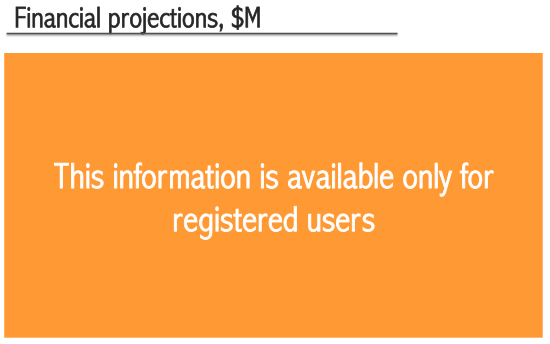 Financial projections, $M
This information is available only for
registered users